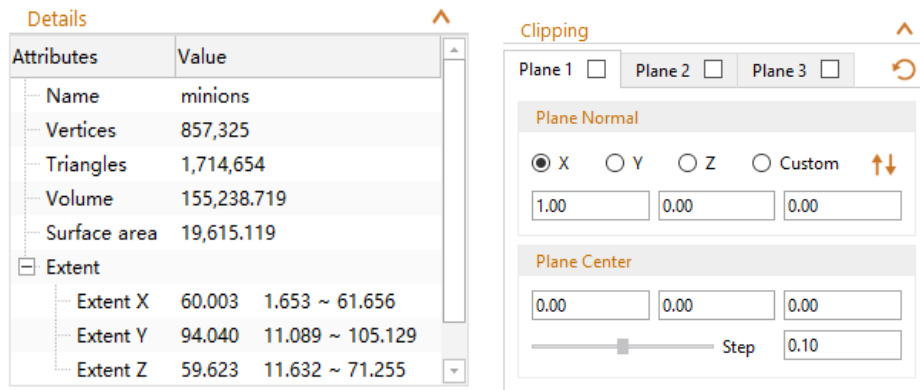 Details
Attributes Value
Name minions
Vertices 857,325
Triangles 1,714,654
Volume 155,238.719
Surface area 19,615.119
Extent
Extent X 60.003 1.653 ~ 61.656
Extent Y 94.040 11.089 ~ 105.129
Extent Z 59.623 11.632 ~ 71.255
Clipping
Plane 1 Plane 2 Plane 3
Plane Normal
X Y Z Custom
1.00 0.00 0.00
Plane Center
0.00 0.00 0.00
Step 0.10